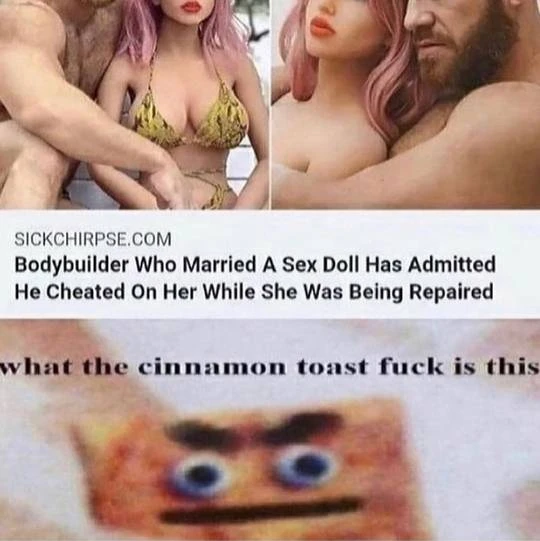 SICKCHIRPSE.COM
Bodybuilder Who Married A Sex Doll Has Admitted
He Cheated On Her While She Was Being Repaired
what the cinnamon toast fuck is this